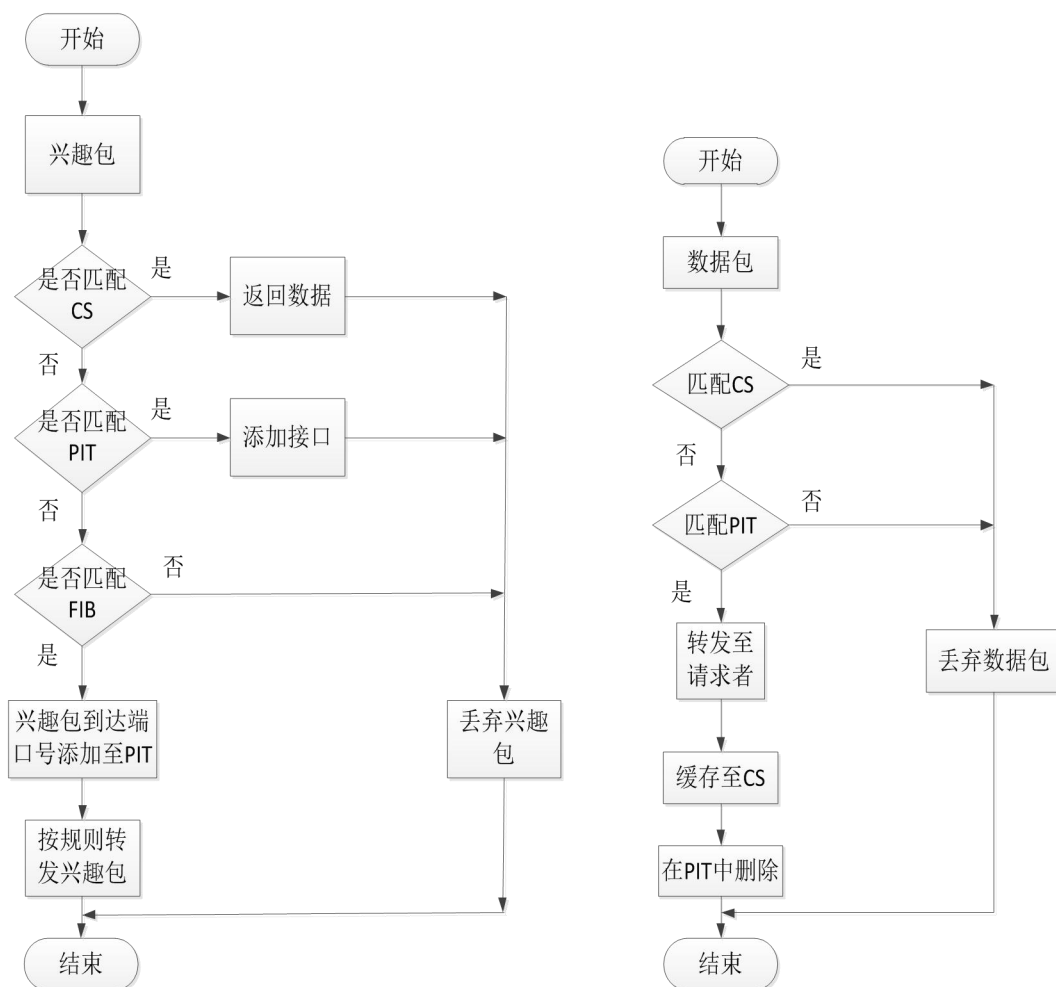 开始
兴趣包
是否匹配
CS
是
返回数据
否
是否匹配
PIT
是
添加接口
否
是否匹配
FIB
否
是
兴趣包到达端
口号添加至PIT
丢弃兴趣
包
按规则转
发兴趣包
结束
开始
数据包
匹配CS
是
否
匹配PIT
否
是
转发至
请求者
丢弃数据包
缓存至CS
在PIT中删除
结束